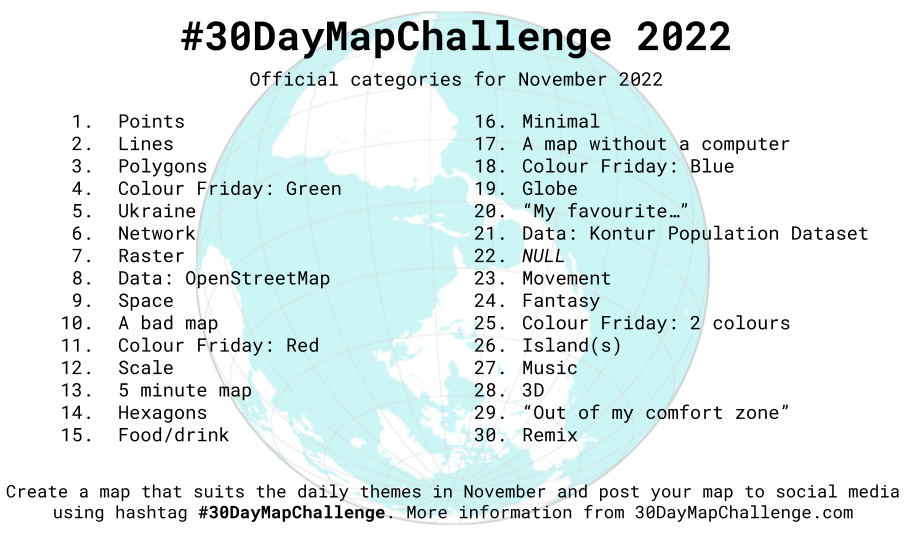 #30DayMapChallenge 2022
Official categories for November 2022
1. Points
2. Lines
3. Polygons
4. Colour Friday: Green
5. Ukraine
6. Network
7. Raster
8. Data: OpenStreetMap
9. Space
10. A bad map
11. Colour Friday: Red
12. Scale
13. 5 minute map
14. Hexagons
15. Food/drink
16. Minimal
17. A map without a computer
18. Colour Friday: Blue
19. Globe
20. “My favourite…”
21. Data: Kontur Population Dataset
22. NULL
23. Movement
24. Fantasy
25. Colour Friday: 2 colours
26. Island(s)
27. Music
28. 3D
29. “Out of my comfort zone”
30. Remix
Create a map that suits the daily themes in November and post your map to social media
using hashtag #30DayMapChallenge. More information from 30DayMapChallenge.com